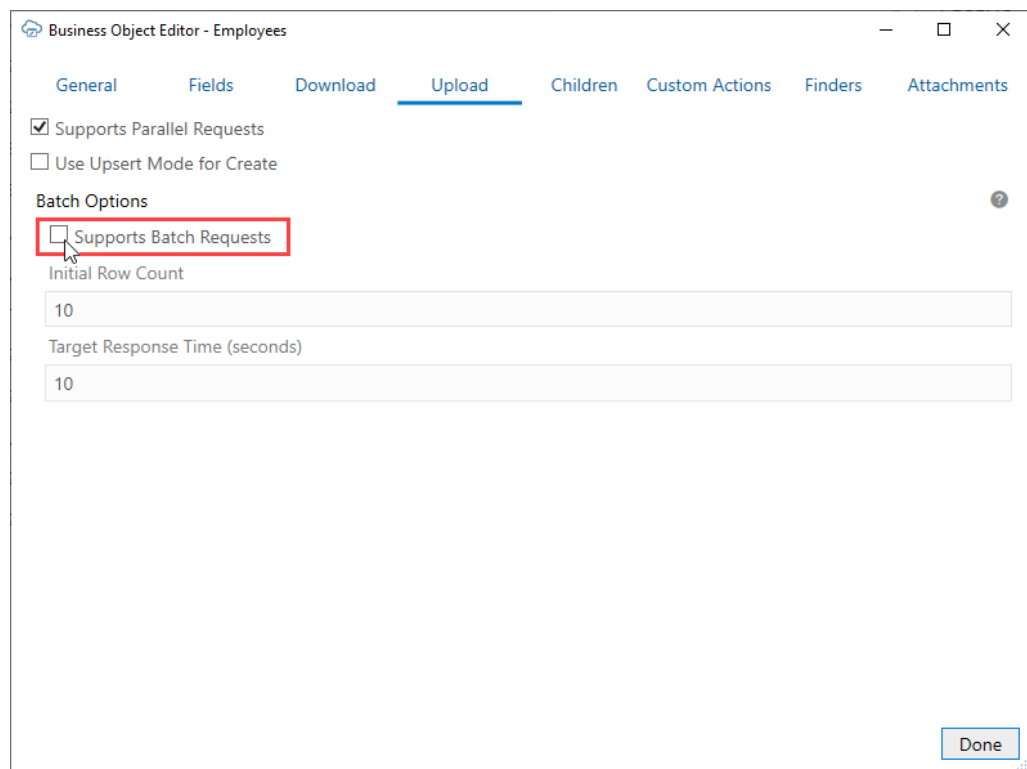 Business Object Editor - Employees
General Fields Download Upload Children Custom Actions Finders Attachments
Supports Parallel Requests
Use Upsert Mode for Create
Batch Options ?
Supports Batch Requests
Initial Row Count
10
Target Response Time (seconds)
10
Done